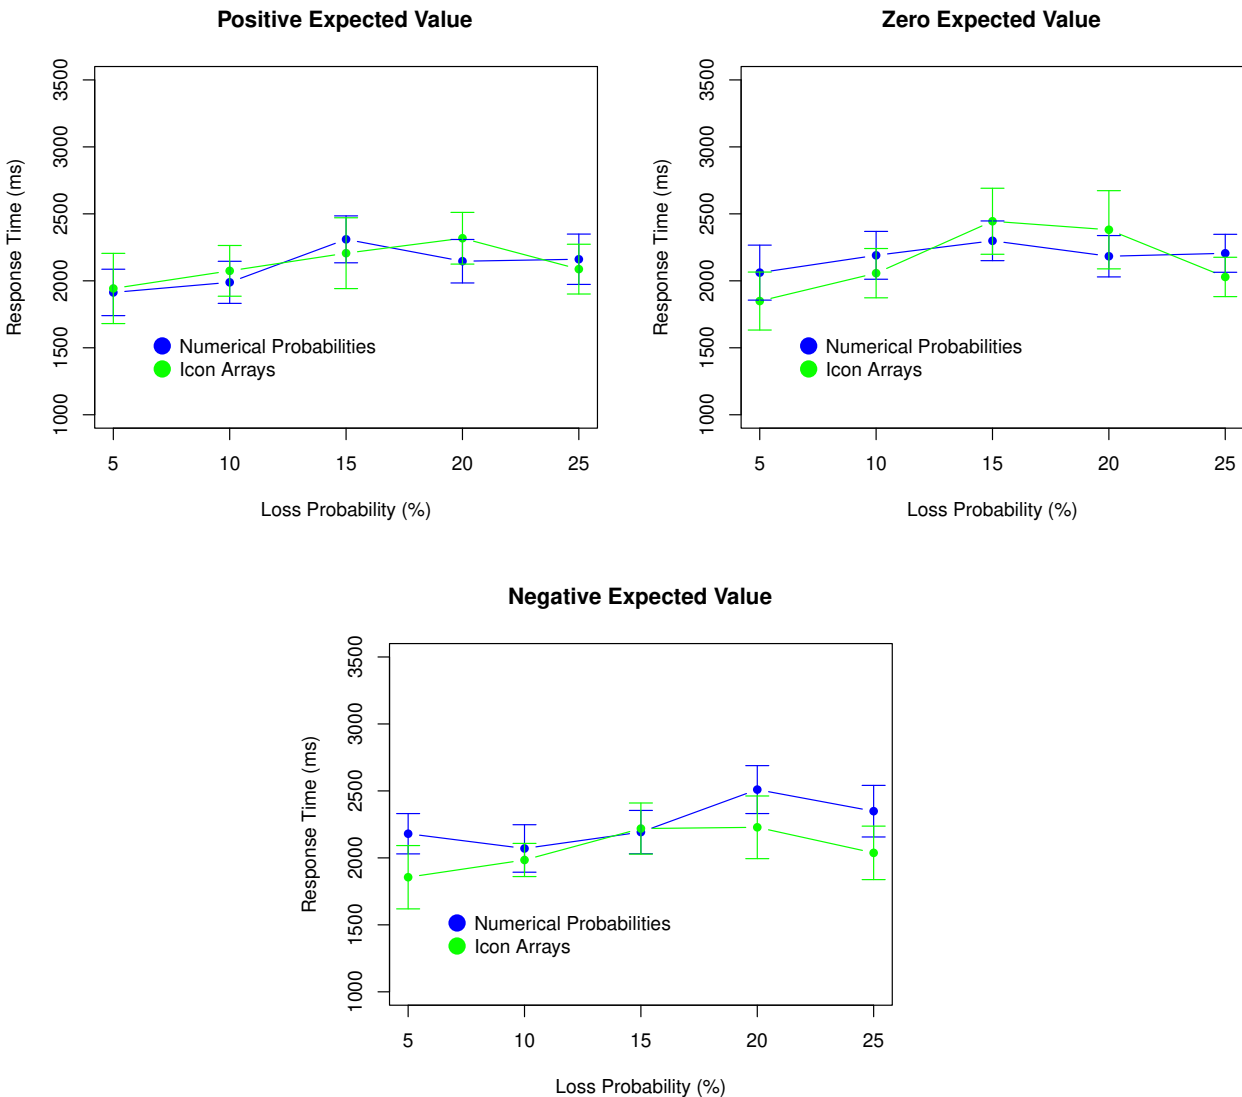 Positive Expected Value
Response Time (ms)
3500
3000
2500
2000
1500
1000
Numerical Probabilities
Icon Arrays
5 10 15 20 25
Loss Probability (%)
Zero Expected Value
Response Time (ms)
3500
3000
2500
2000
1500
1000
Numerical Probabilities
Icon Arrays
5 10 15 20 25
Loss Probability (%)
Negative Expected Value
Response Time (ms)
3500
3000
2500
2000
1500
1000
Numerical Probabilities
Icon Arrays
5 10 15 20 25
Loss Probability (%)